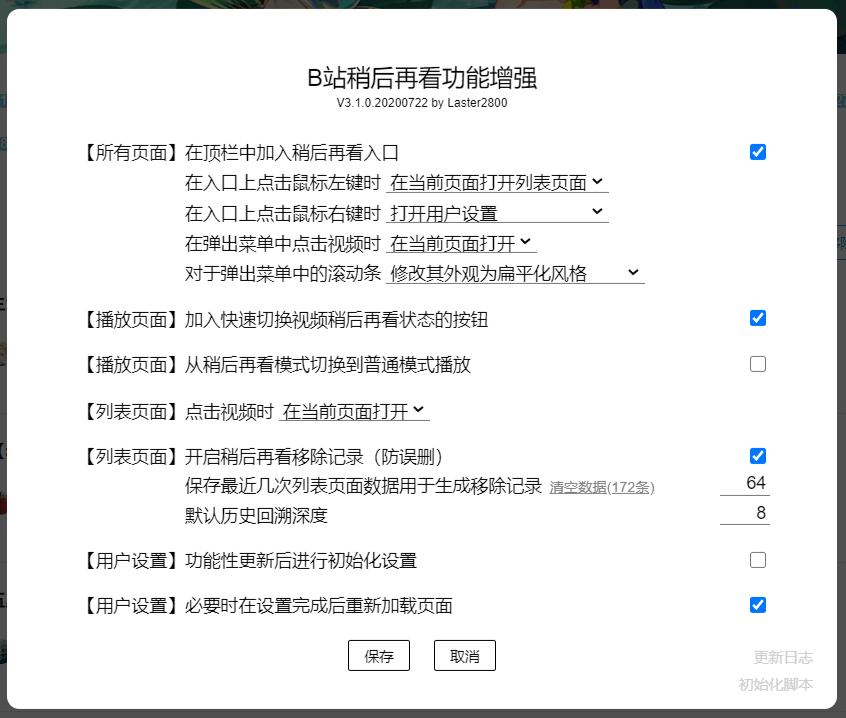 B站稍后再看功能增强
V3.1.0.20200722 by Laster2800
【所有页面】在顶栏中加入稍后再看入口
在入口上点击鼠标左键时 在当前页面打开列表页面
在入口上点击鼠标右键时 打开用户设置
在弹出菜单中点击视频时 在当前页面打开
对于弹出菜单中的滚动条 修改其外观为扁平化风格
【播放页面】加入快速切换视频稍后再看状态的按钮
【播放页面】从稍后再看模式切换到普通模式播放
【列表页面】点击视频时 在当前页面打开
【列表页面】开启稍后再看移除记录（防误删）
保存最近几次列表页面数据用于生成移除记录 清空数据(172条) 64
默认历史回溯深度 8
【用户设置】功能性更新后进行初始化设置
【用户设置】必要时在设置完成后重新加载页面
保存 取消
更新日志
初始化脚本